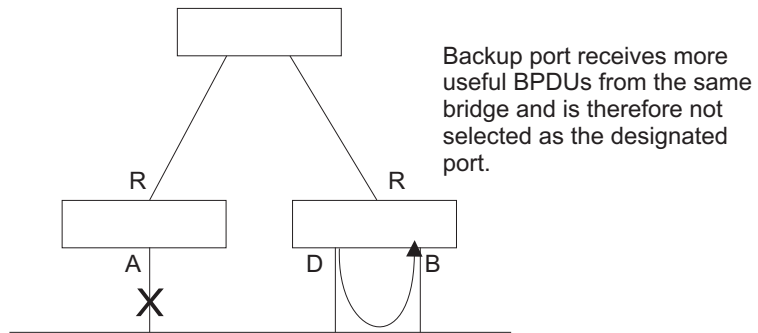 Backup port receives more
useful BPDUs from the same
bridge and is therefore not
selected as the designated
port.
R
R
A
D
B
X